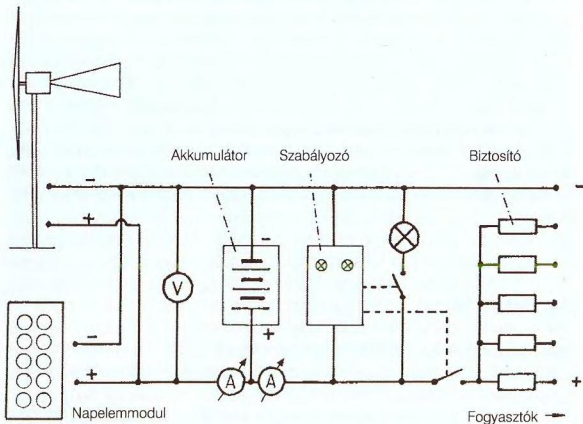 Akkumulátor Szabályozó Biztosító
- - -
+
V
+
-
+ A A +
Napelemmodul Fogyasztók →